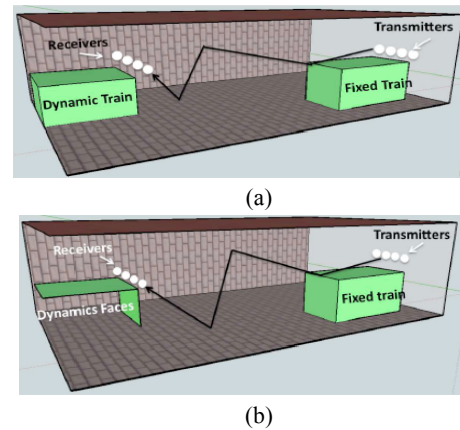 Receivers
Transmitters
Dynamic Train
Fixed Train
(a)
Receivers
Transmitters
Dynamics Faces
Fixed train
(b)